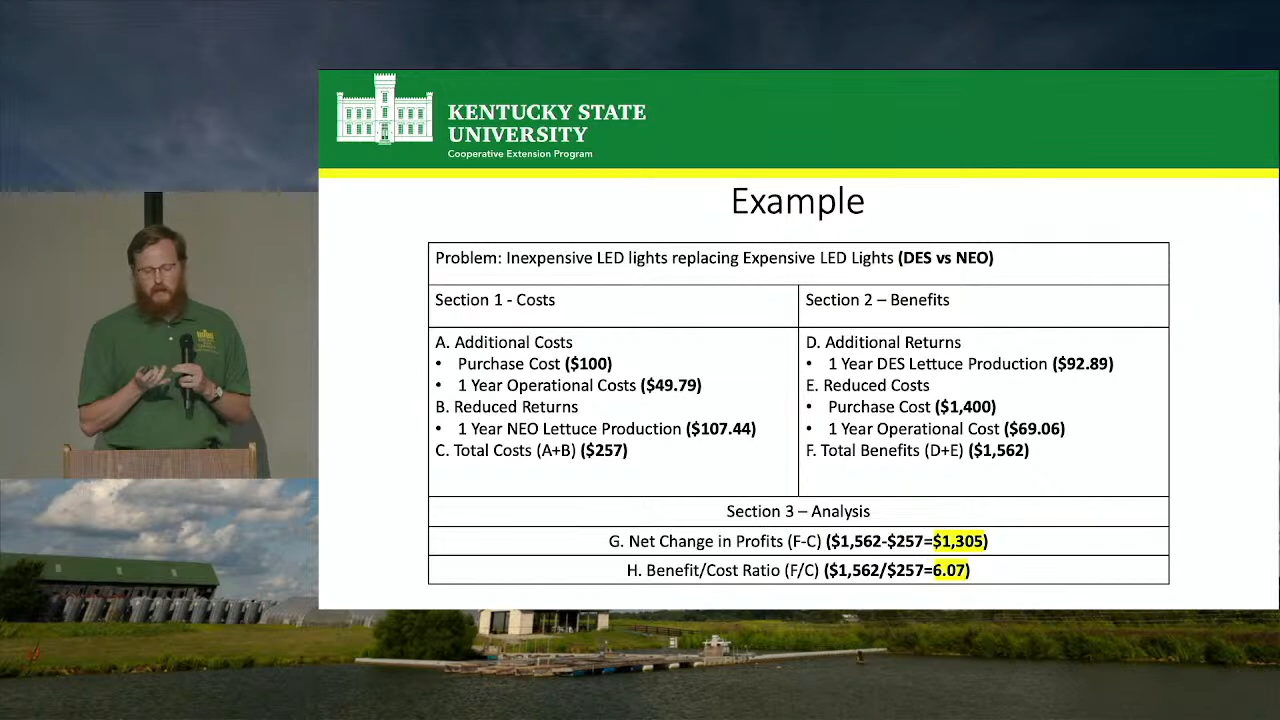 KENTUCKY STATE
UNIVERSITY
Cooperative Extension Program
Example
Problem: Inexpensive LED lights replacing Expensive LED Lights (DES vs NEO)
Section 1 - Costs
Section 2 – Benefits
A. Additional Costs
• Purchase Cost ($100)
• 1 Year Operational Costs ($49.79)
B. Reduced Returns
• 1 Year NEO Lettuce Production ($107.44)
C. Total Costs (A+B) ($257)
D. Additional Returns
• 1 Year DES Lettuce Production ($92.89)
E. Reduced Costs
• Purchase Cost ($1,400)
• 1 Year Operational Cost ($69.06)
F. Total Benefits (D+E) ($1,562)
Section 3 – Analysis
G. Net Change in Profits (F-C) ($1,562-$257=$1,305)
H. Benefit/Cost Ratio (F/C) ($1,562/$257=6.07)